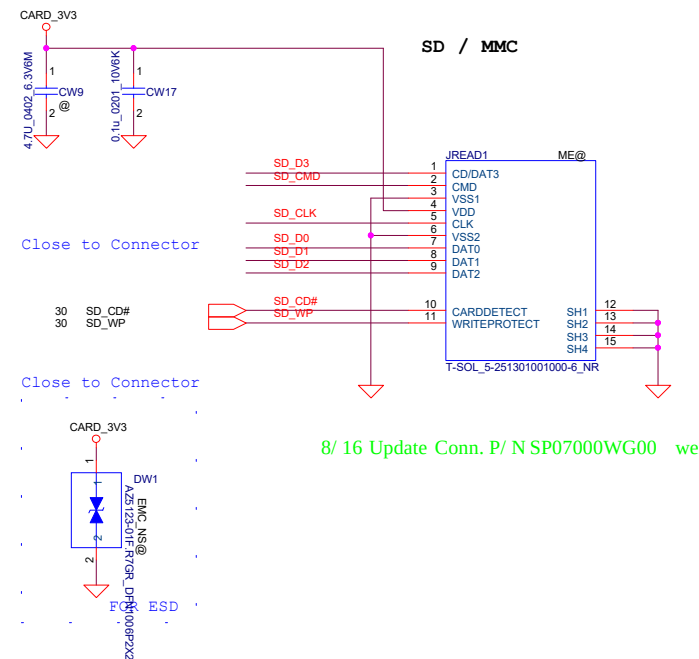 CARD_3V3
SD / MMC
1
CW9
2
@
4.7U_0402_6.3V6M
1
CW17
2
0.1u_0201_10V6K
JREAD1
ME@
SD_D3
1
CD/DAT3
SD_CMD
2
CMD
3
VSS1
4
VDD
SD_CLK
5
CLK
6
VSS2
SD_D0
7
DAT0
SD_D1
8
DAT1
SD_D2
9
DAT2
Close to Connector
30 SD_CD#
SD_CD#
10
CARDDETECT
30 SD_WP
SD_WP
11
WRITEPROTECT
SH1
12
SH2
13
SH3
14
SH4
15
T-SOL_5-251301001000-6_NR
Close to Connector
CARD_3V3
8/ 16 Update Conn. P/ N SP07000WG00 we
1
1
DW1
EMC_NS@
AZ5123-01F.R7GR_DFN1006P2X2
2
2
FOR ESD